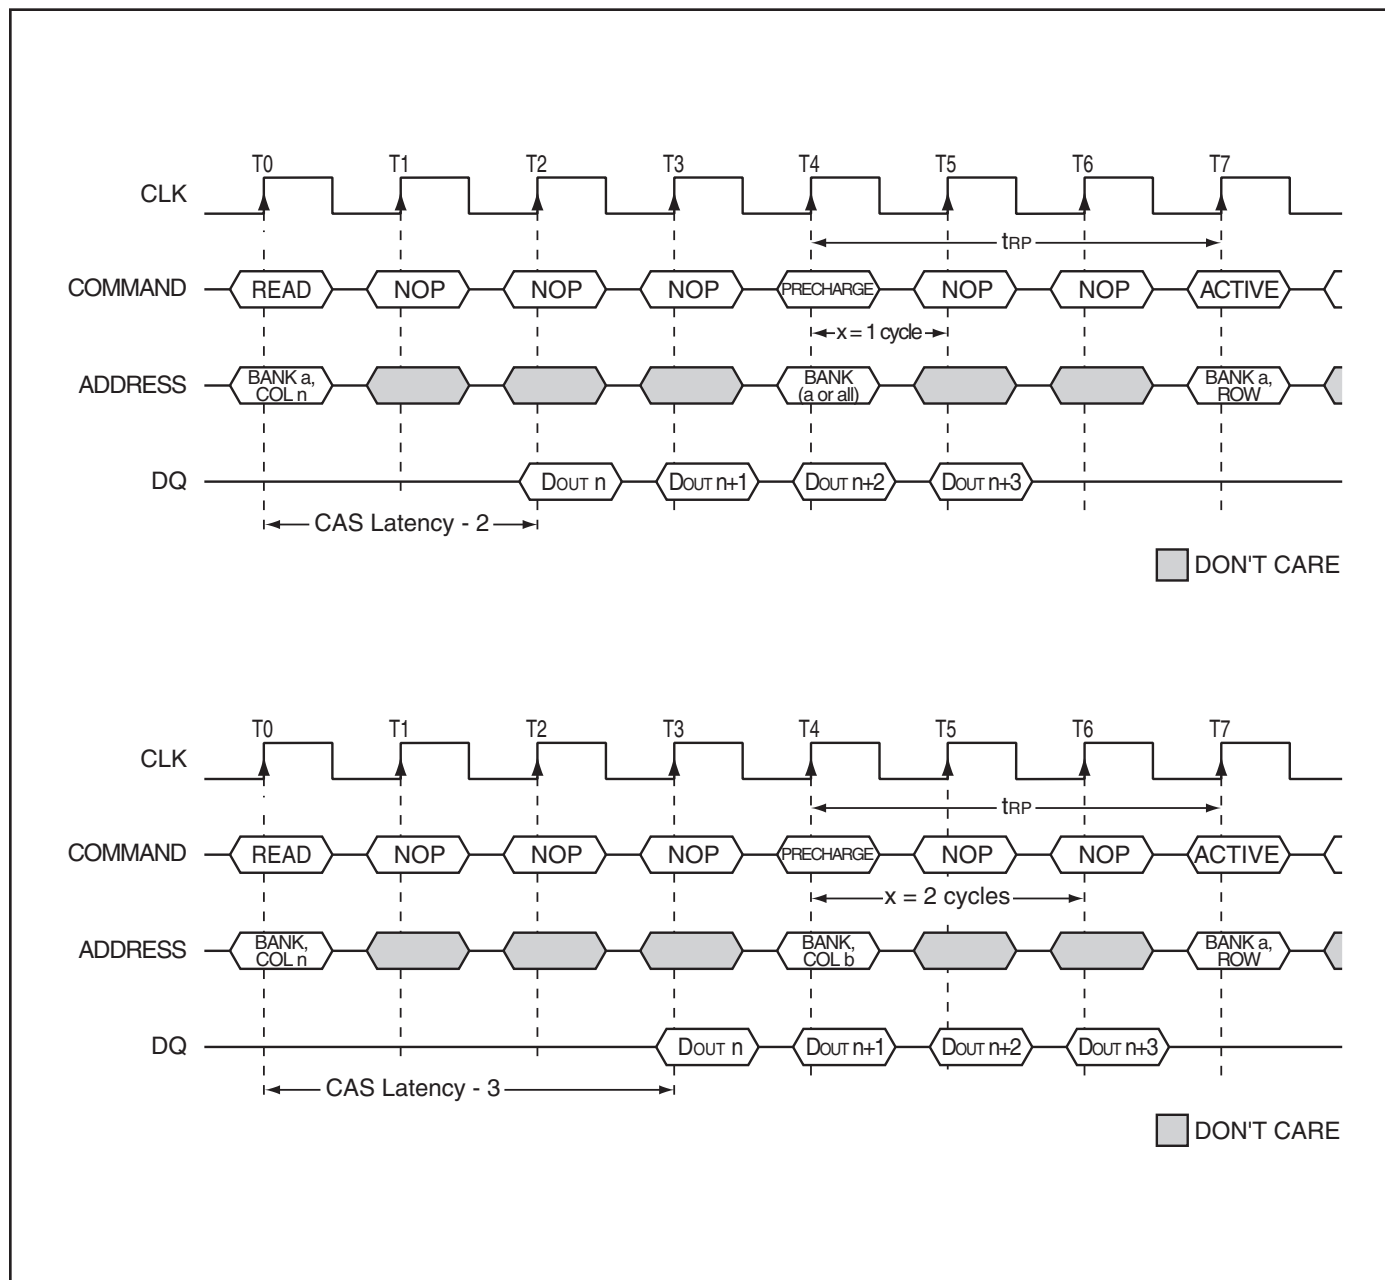 T0 T1 T2 T3 T4 T5 T6 T7
CLK
tRP
COMMAND READ NOP NOP NOP PRECHARGE NOP NOP ACTIVE
x = 1 cycle
ADDRESS BANK a, COL n BANK (a or all) BANK a, ROW
DQ DOUT n DOUT n+1 DOUT n+2 DOUT n+3
CAS Latency - 2
DON'T CARE
T0 T1 T2 T3 T4 T5 T6 T7
CLK
tRP
COMMAND READ NOP NOP NOP PRECHARGE NOP NOP ACTIVE
x = 2 cycles
ADDRESS BANK, COL n BANK, COL b BANK a, ROW
DQ DOUT n DOUT n+1 DOUT n+2 DOUT n+3
CAS Latency - 3
DON'T CARE